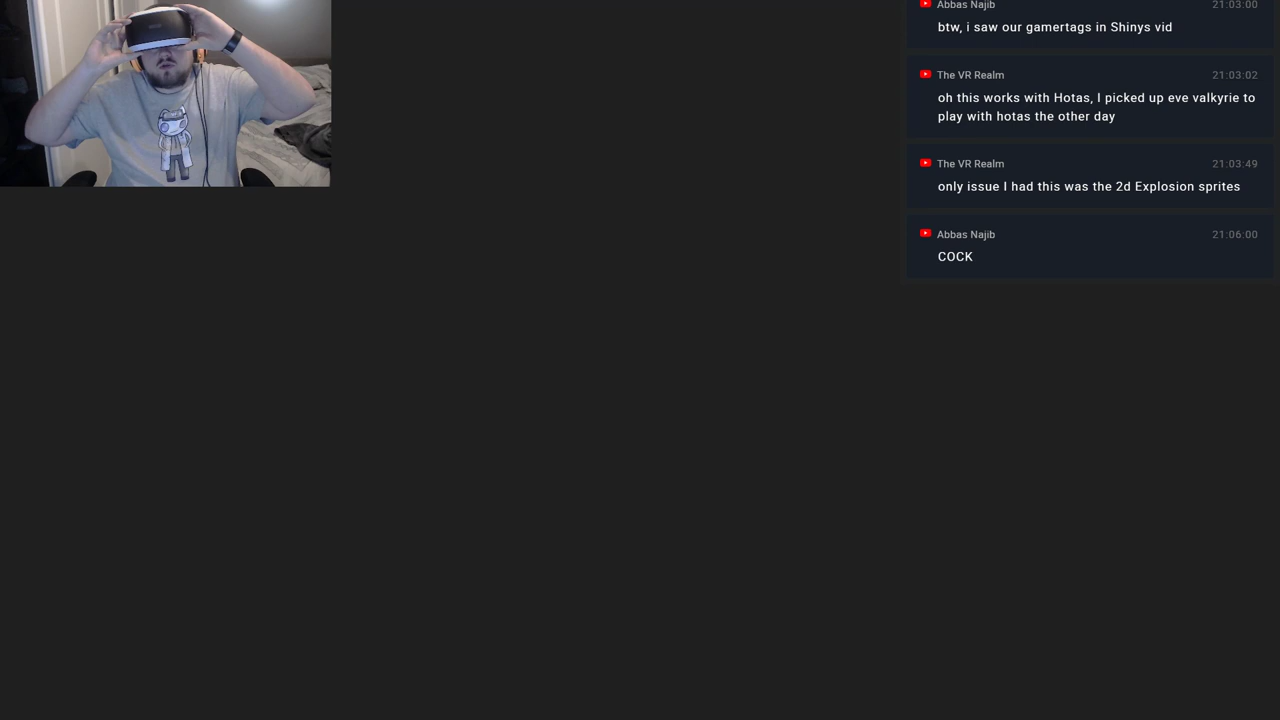 Abbas Najib 21:03:00
btw, i saw our gamertags in Shinys vid
The VR Realm 21:03:02
oh this works with Hotas, I picked up eve valkyrie to
play with hotas the other day
The VR Realm 21:03:49
only issue I had this was the 2d Explosion sprites
Abbas Najib 21:06:00
COCK